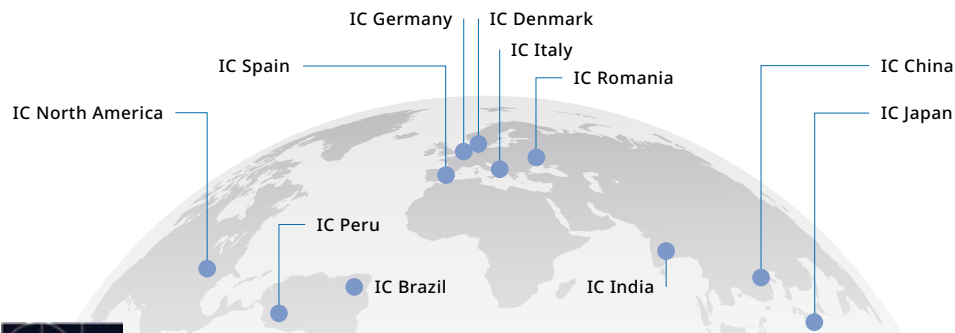 IC Germany
IC Denmark
IC Italy
IC Spain
IC Romania
IC China
IC North America
IC Japan
IC Peru
IC Brazil
IC India